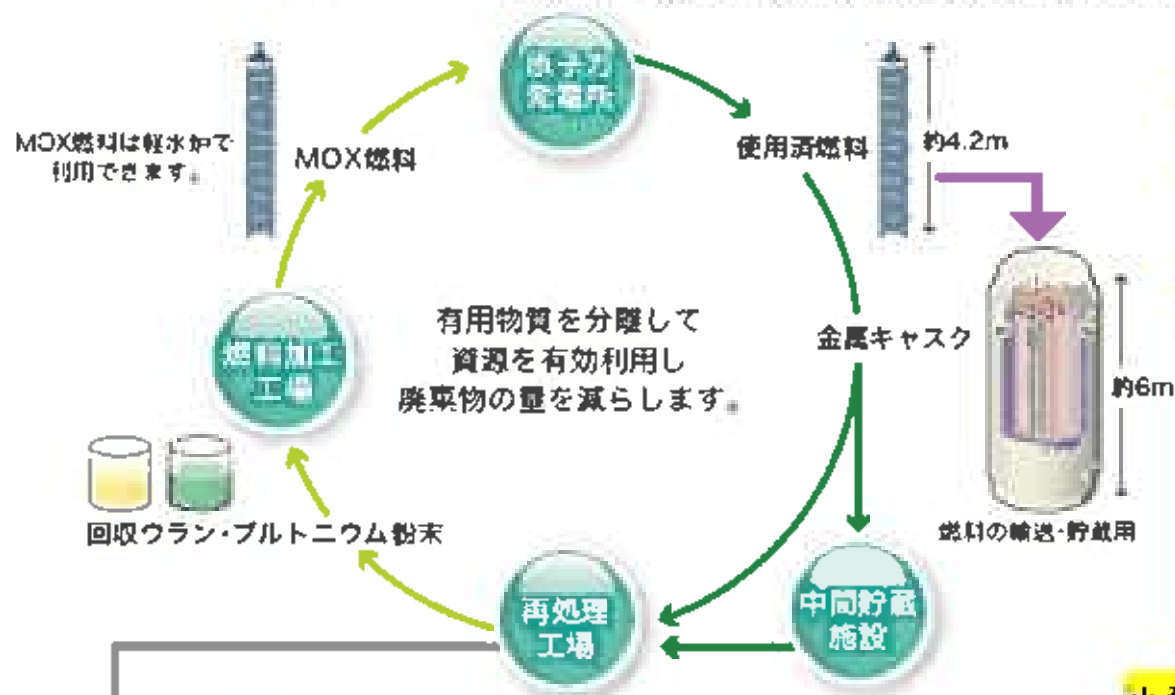 原子力
発電所
MOX燃料は軽水炉で
利用できます。
MOX燃料
使用済燃料
約4.2m
有用物質を分離して
資源を有効利用し
廃棄物の量を減らします。
金属キャスク
約6m
燃料加工
工場
回収ウラン・プルトニウム粉末
燃料の輸送・貯蔵用
再処理
工場
中間貯蔵
施設